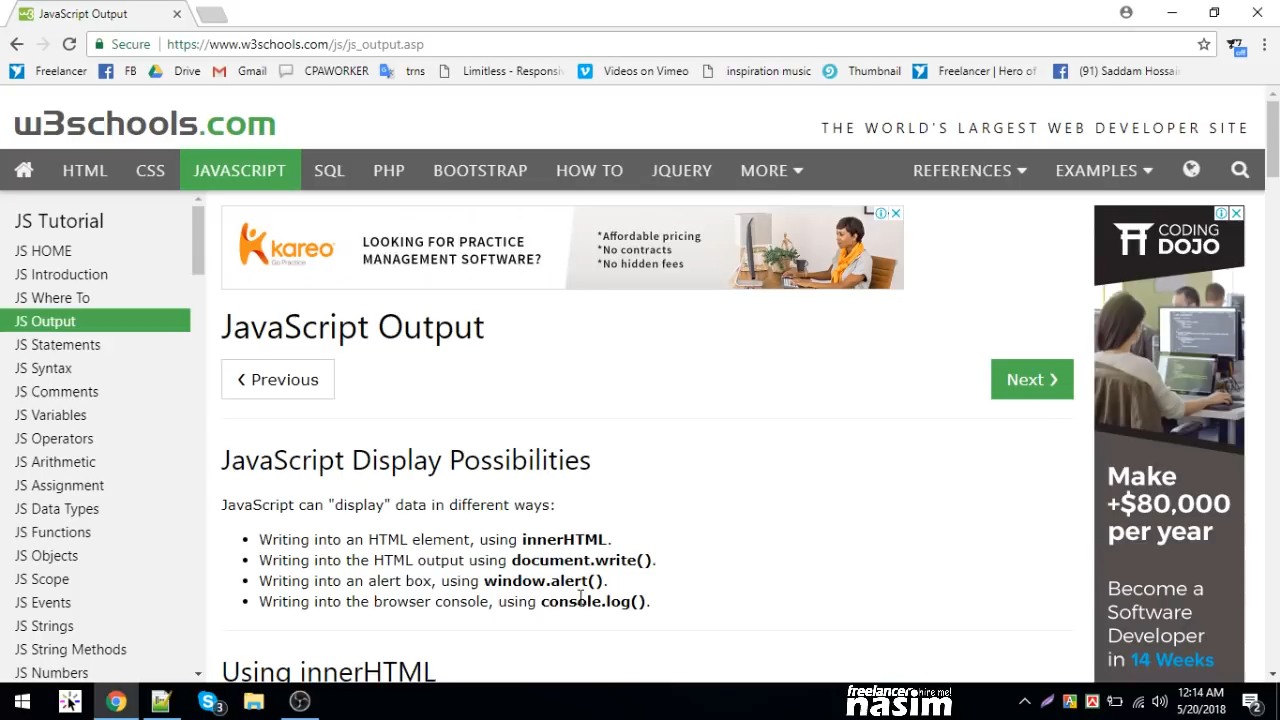 JavaScript Output
Secure https://www.w3schools.com/js/js_output.asp
Freelancer FB Drive Gmail CPAWORKER trns Limitless - Responsi Videos on Vimeo inspiration music Thumbnail Freelancer | Hero of (91) Saddam Hossai
off
w3schools.com
THE WORLD'S LARGEST WEB DEVELOPER SITE
HTML CSS JAVASCRIPT SQL PHP BOOTSTRAP HOW TO JQUERY MORE REFERENCES EXAMPLES
JS Tutorial
JS HOME
JS Introduction
JS Where To
JS Output
JS Statements
JS Syntax
JS Comments
JS Variables
JS Operators
JS Arithmetic
JS Assignment
JS Data Types
JS Functions
JS Objects
JS Scope
JS Events
JS Strings
JS String Methods
JS Numbers
kareo
Go Practice
LOOKING FOR PRACTICE
MANAGEMENT SOFTWARE?
*Affordable pricing
*No contracts
*No hidden fees
JavaScript Output
❮ Previous
Next ❯
JavaScript Display Possibilities
JavaScript can "display" data in different ways:
• Writing into an HTML element, using innerHTML.
• Writing into the HTML output using document.write().
• Writing into an alert box, using window.alert().
• Writing into the browser console, using console.log().
Using innerHTML
CODING
DOJO
Make
+$80,000
per year
Become a
Software
Developer
in 14 Weeks
3
freelancer hire me!
nasim
12:14 AM
5/20/2018
2